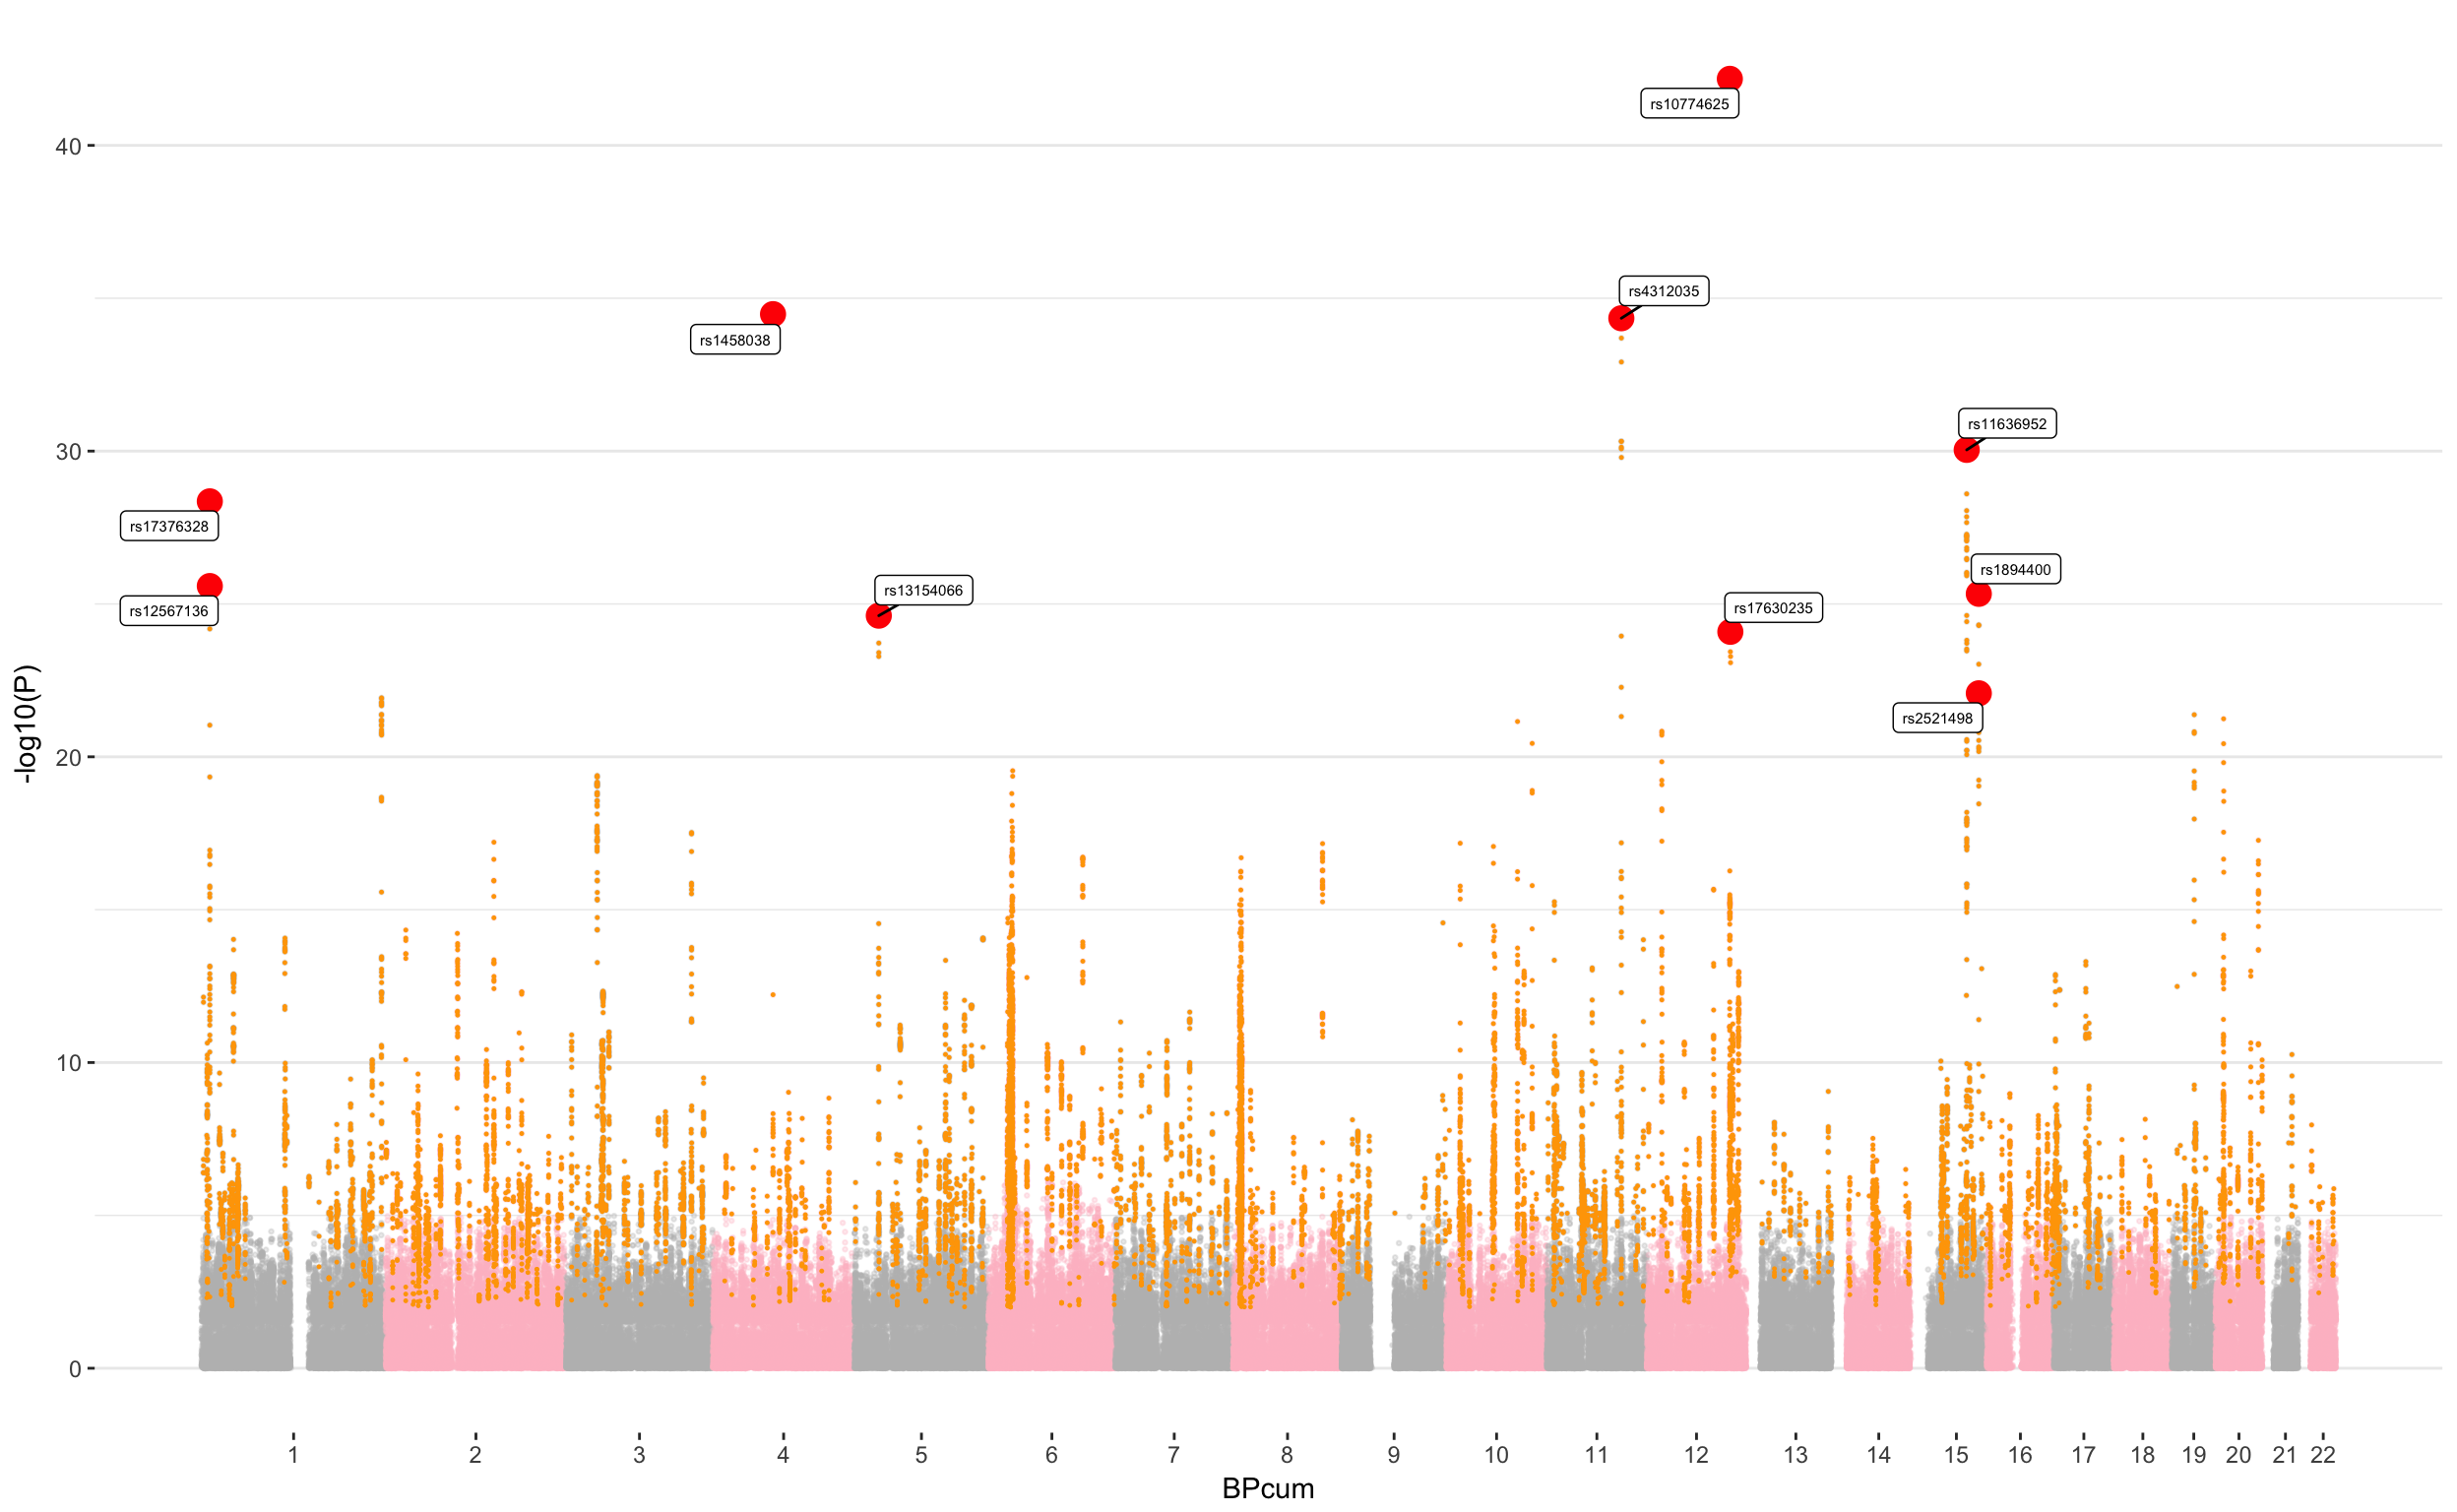 rs10774625
40
rs4312035
rs1458038
rs11636952
30
rs17376328
rs1894400
rs13154066
rs12567136
rs17630235
rs2521498
-log10(P)
20
10
0
1 2 3 4 5 6 7 8 9 10 11 12 13 14 15 16 17 18 19 20 21 22
BPcum